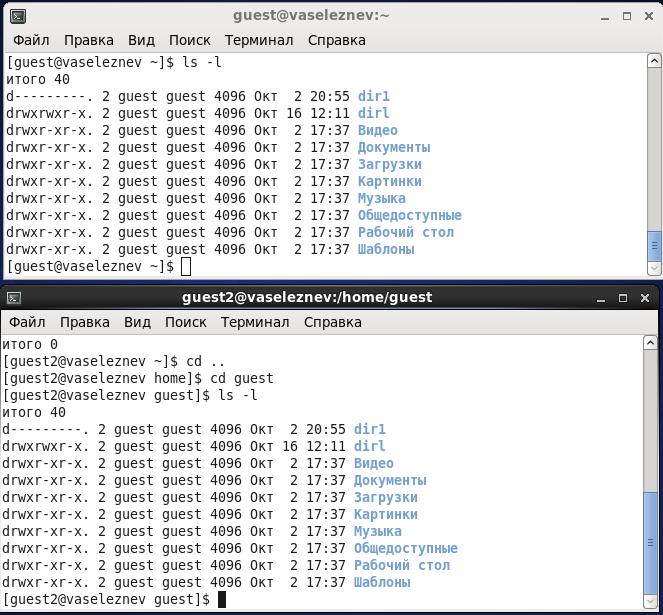 guest@vaseleznev:~
Файл Правка Вид Поиск Терминал Справка
[guest@vaseleznev ~]$ ls -l
итого 40
d---------. 2 guest guest 4096 Окт  2 20:55 dir1
drwxrwxr-x. 2 guest guest 4096 Окт 16 12:11 dirl
drwxr-xr-x. 2 guest guest 4096 Окт  2 17:37 Видео
drwxr-xr-x. 2 guest guest 4096 Окт  2 17:37 Документы
drwxr-xr-x. 2 guest guest 4096 Окт  2 17:37 Загрузки
drwxr-xr-x. 2 guest guest 4096 Окт  2 17:37 Картинки
drwxr-xr-x. 2 guest guest 4096 Окт  2 17:37 Музыка
drwxr-xr-x. 2 guest guest 4096 Окт  2 17:37 Общедоступные
drwxr-xr-x. 2 guest guest 4096 Окт  2 17:37 Рабочий стол
drwxr-xr-x. 2 guest guest 4096 Окт  2 17:37 Шаблоны
[guest@vaseleznev ~]$
guest2@vaseleznev:/home/guest
Файл Правка Вид Поиск Терминал Справка
итого 0
[guest2@vaseleznev ~]$ cd ..
[guest2@vaseleznev home]$ cd guest
[guest2@vaseleznev guest]$ ls -l
итого 40
d---------. 2 guest guest 4096 Окт  2 20:55 dir1
drwxrwxr-x. 2 guest guest 4096 Окт 16 12:11 dirl
drwxr-xr-x. 2 guest guest 4096 Окт  2 17:37 Видео
drwxr-xr-x. 2 guest guest 4096 Окт  2 17:37 Документы
drwxr-xr-x. 2 guest guest 4096 Окт  2 17:37 Загрузки
drwxr-xr-x. 2 guest guest 4096 Окт  2 17:37 Картинки
drwxr-xr-x. 2 guest guest 4096 Окт  2 17:37 Музыка
drwxr-xr-x. 2 guest guest 4096 Окт  2 17:37 Общедоступные
drwxr-xr-x. 2 guest guest 4096 Окт  2 17:37 Рабочий стол
drwxr-xr-x. 2 guest guest 4096 Окт  2 17:37 Шаблоны
[guest2@vaseleznev guest]$